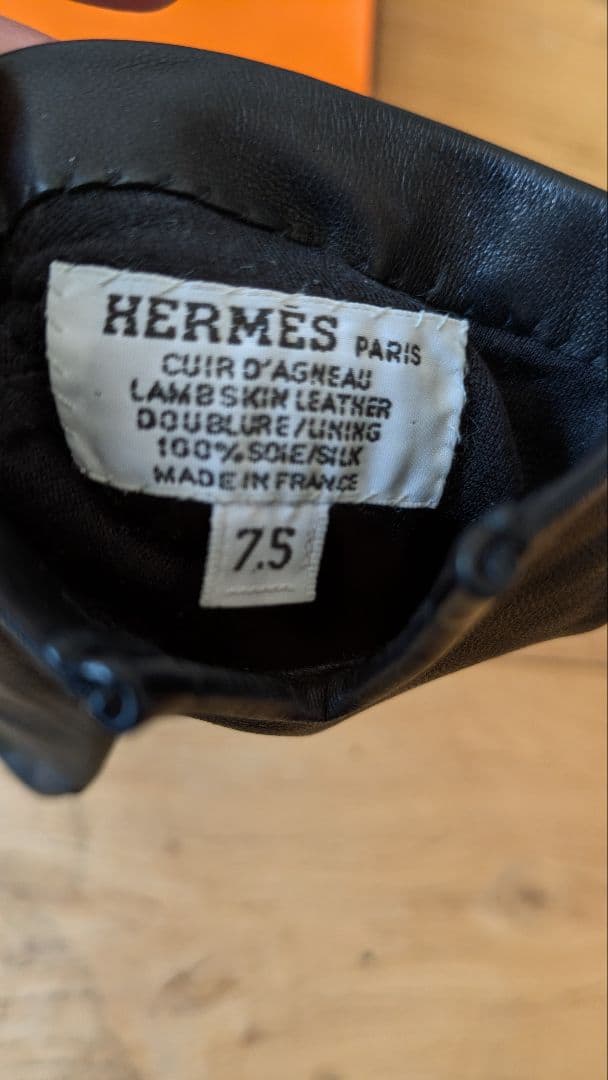 HERMES PARIS
CUIR D'AGNEAU
LAMBSKIN LEATHER
DOUBLURE/LINING
100% SOIE/SILK
MADE IN FRANCE
7.5